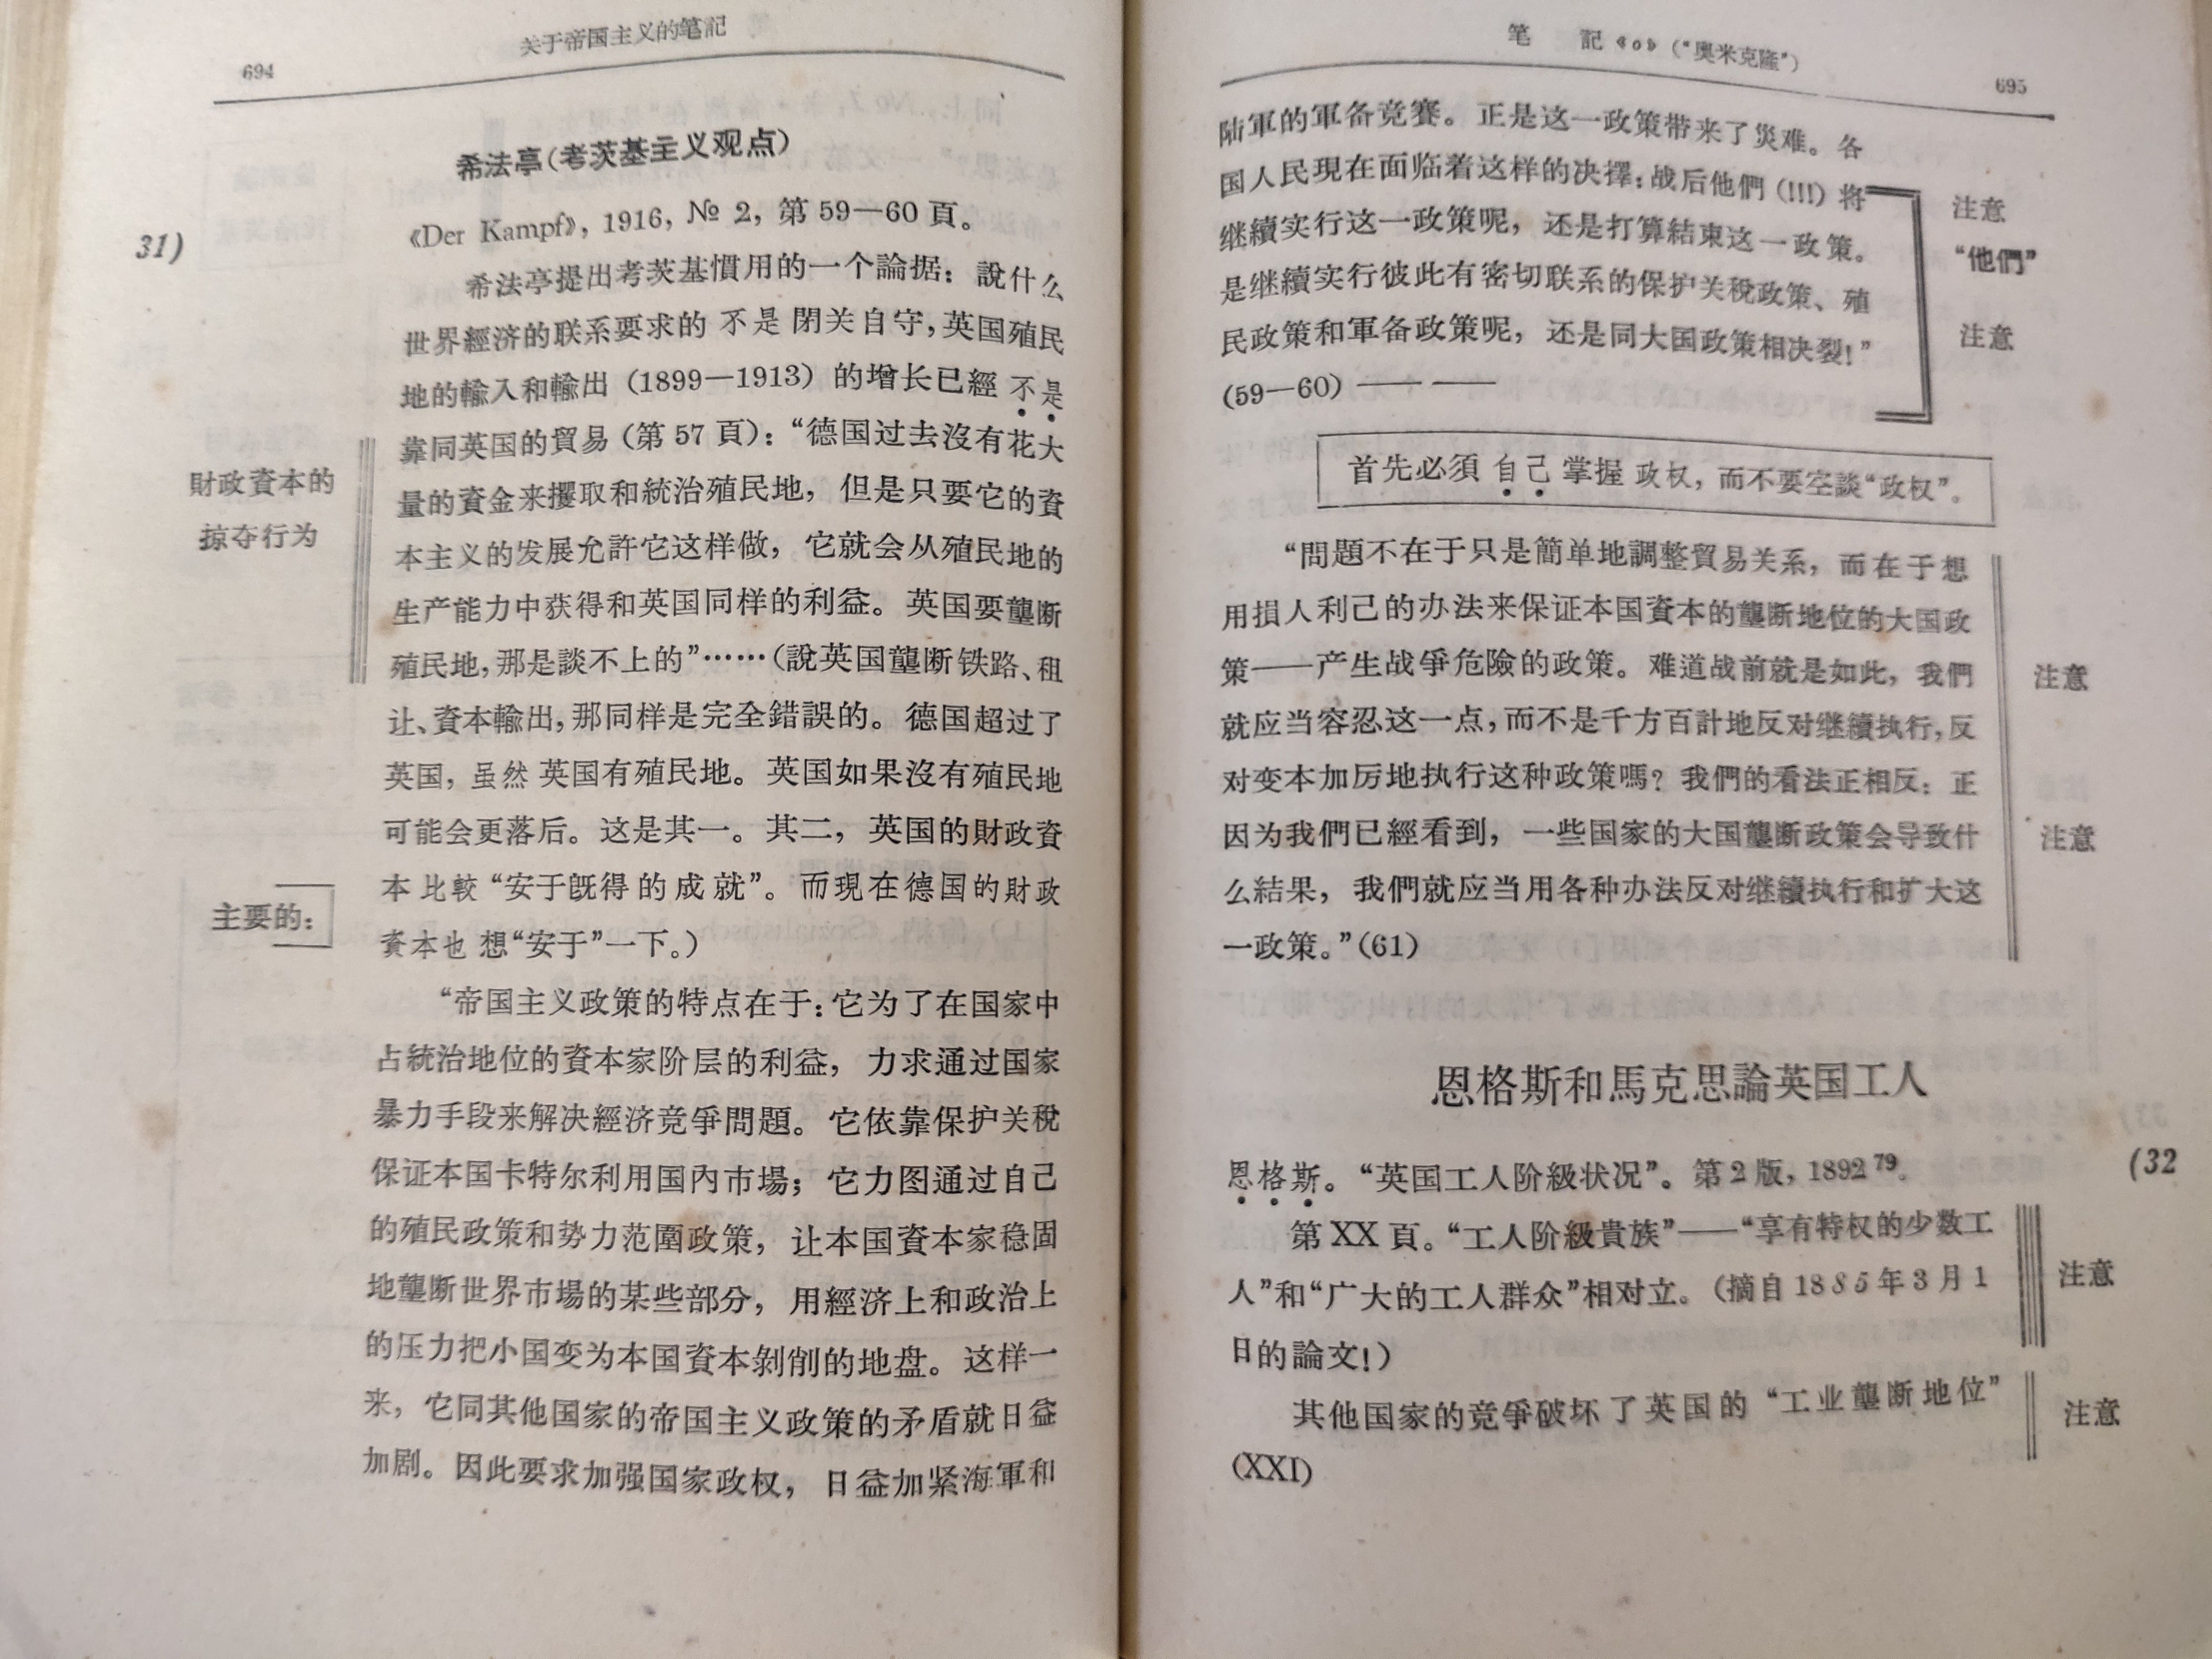 694
关于帝国主义的笔記
希法亭(考茨基主义观点)
31)
《Der Kampf》, 1916, № 2, 第59—60頁。
希法亭提出考茨基慣用的一个論据：說什么
世界經济的联系要求的 不是 閉关自守，英国殖民
地的輸入和輸出 (1899—1913) 的增长已經 不是
靠同英国的貿易 (第57頁)：“德国过去沒有花大
財政資本的
掠夺行为
量的資金来攫取和統治殖民地，但是只要它的資
本主义的发展允許它这样做，它就会从殖民地的
生产能力中获得和英国同样的利益。英国要壟断
殖民地，那是談不上的”……(說英国壟断铁路、租
让、資本輸出，那同样是完全錯誤的。德国超过了
英国，虽然 英国有殖民地。英国如果沒有殖民地
可能会更落后。这是其一。其二，英国的財政資
主要的：
本 比較 “安于旣得的成就”。而現在德国的財政
資本也 想“安于”一下。)
“帝国主义政策的特点在于：它为了在国家中
占統治地位的資本家阶层的利益，力求通过国家
暴力手段来解决經济竞爭問題。它依靠保护关稅
保证本国卡特尔利用国內市場；它力图通过自己
的殖民政策和势力范圍政策，让本国資本家稳固
地壟断世界市場的某些部分，用經济上和政治上
的压力把小国变为本国資本剝削的地盘。这样一
来，它同其他国家的帝国主义政策的矛盾就日益
加剧。因此要求加强国家政权，日益加紧海軍和
笔 記 «ο» (“奥米克隆”)
695
陆軍的軍备竞賽。正是这一政策带来了災难。各
国人民現在面临着这样的决擇：战后他們 (!!!) 将
继續实行这一政策呢，还是打算結束这一政策。
是继續实行彼此有密切联系的保护关稅政策、殖
民政策和軍备政策呢，还是同大国政策相决裂！”
(59—60) —— ——
注意
“他們”
注意
首先必須 自己 掌握 政权，而不要空談“政权”。
“問題不在于只是簡单地調整貿易关系，而在于想
用損人利己的办法来保证本国資本的壟断地位的大国政
策——产生战爭危險的政策。难道战前就是如此，我們
就应当容忍这一点，而不是千方百計地反对继續执行，反
对变本加厉地执行这种政策嗎？我們的看法正相反：正
因为我們已經看到，一些国家的大国壟断政策会导致什
么結果，我們就应当用各种办法反对继續执行和扩大这
一政策。”(61)
注意
注意
恩格斯和馬克思論英国工人
恩格斯。“英国工人阶級状况”。第2版，1892 79.
(32
第XX頁。“工人阶級貴族”——“享有特权的少数工
人”和“广大的工人群众”相对立。(摘自1885年3月1
日的論文！)
注意
其他国家的竞爭破坏了英国的 “工业壟断地位”
(XXI)
注意